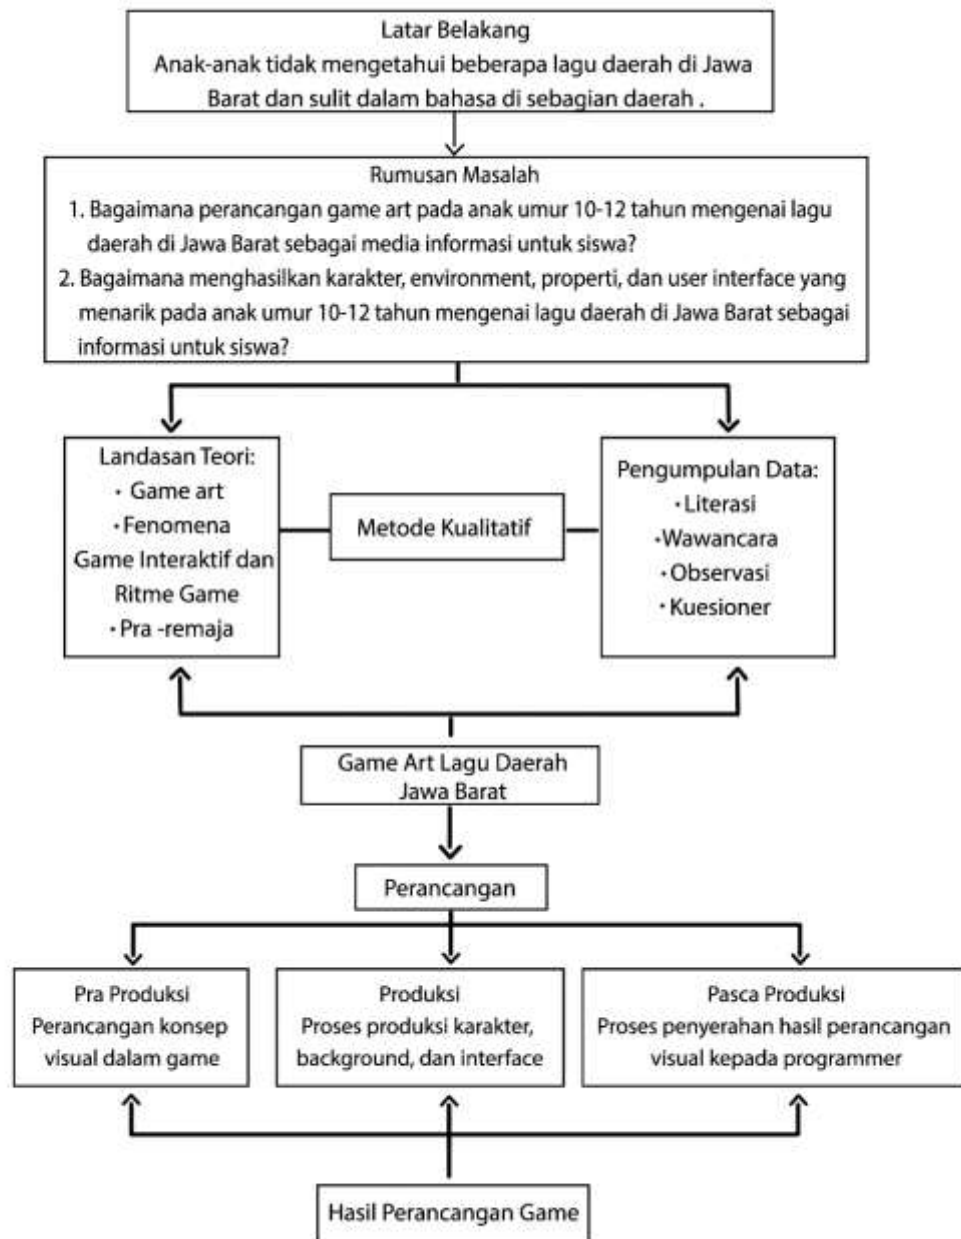 Latar Belakang
Anak-anak tidak mengetahui beberapa lagu daerah di Jawa
Barat dan sulit dalam bahasa di sebagian daerah .
Rumusan Masalah
1. Bagaimana perancangan game art pada anak umur 10-12 tahun mengenai lagu
daerah di Jawa Barat sebagai media informasi untuk siswa?
2. Bagaimana menghasilkan karakter, environment, properti, dan user interface yang
menarik pada anak umur 10-12 tahun mengenai lagu daerah di Jawa Barat sebagai
informasi untuk siswa?
Landasan Teori:
• Game art
• Fenomena
Game Interaktif dan
Ritme Game
• Pra -remaja
Metode Kualitatif
Pengumpulan Data:
• Literasi
• Wawancara
• Observasi
• Kuesioner
Game Art Lagu Daerah
Jawa Barat
Perancangan
Pra Produksi
Perancangan konsep
visual dalam game
Produksi
Proses produksi karakter,
background, dan interface
Pasca Produksi
Proses penyerahan hasil perancangan
visual kepada programmer
Hasil Perancangan Game